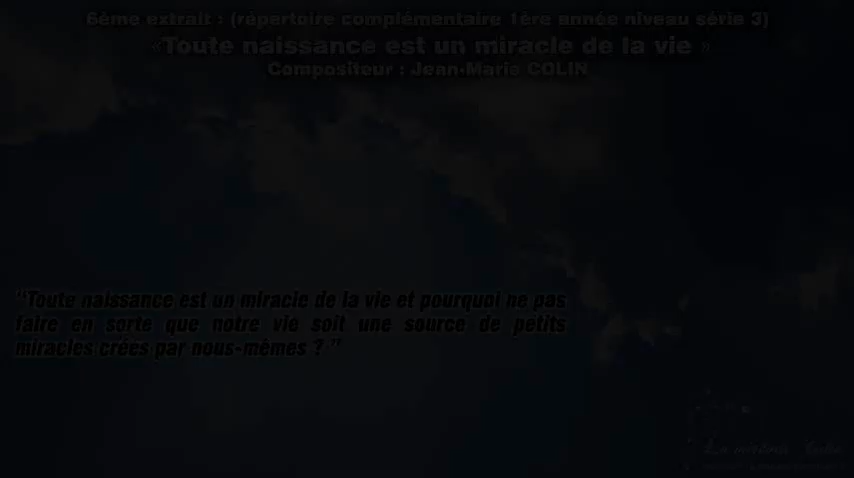 6ème extrait : (répertoire complémentaire 1ère année niveau série 3)
«Toute naissance est un miracle de la vie »
Compositeur : Jean-Marie COLIN
“Toute naissance est un miracle de la vie et pourquoi ne pas
faire en sorte que notre vie soit une source de petits
miracles créés par nous-mêmes ? ”